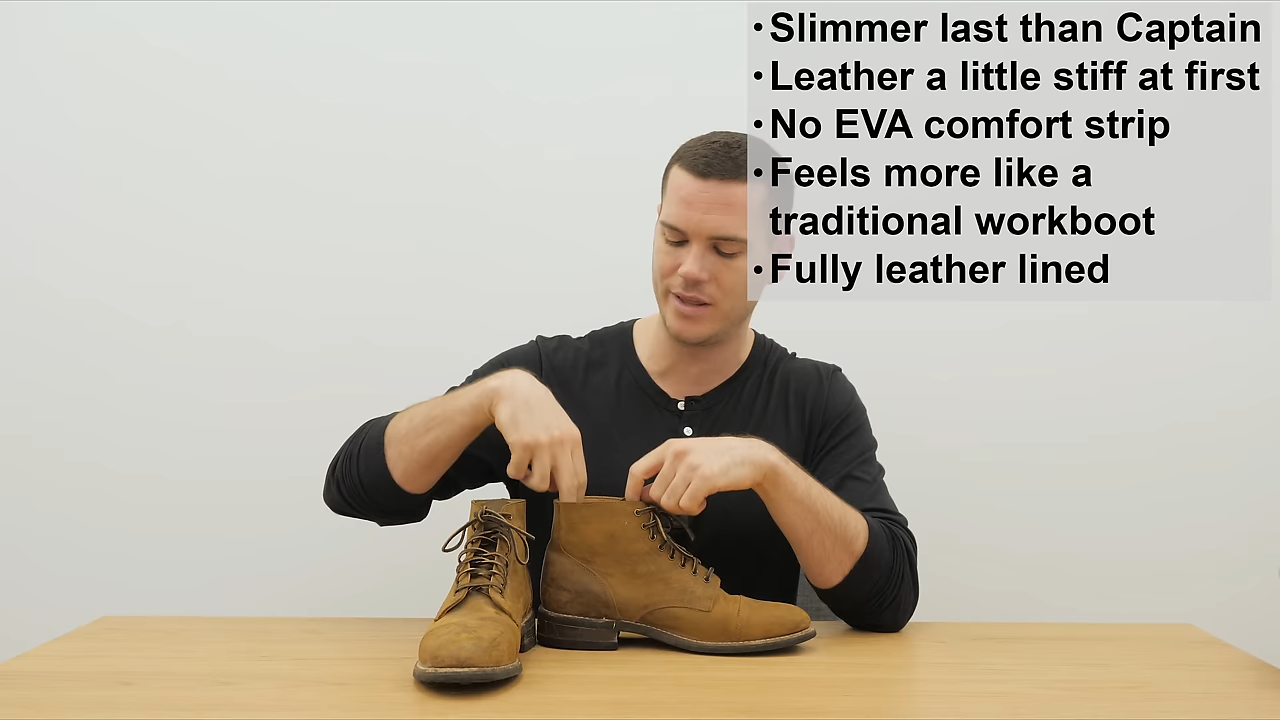 •Slimmer last than Captain
•Leather a little stiff at first
•No EVA comfort strip
•Feels more like a
traditional workboot
•Fully leather lined